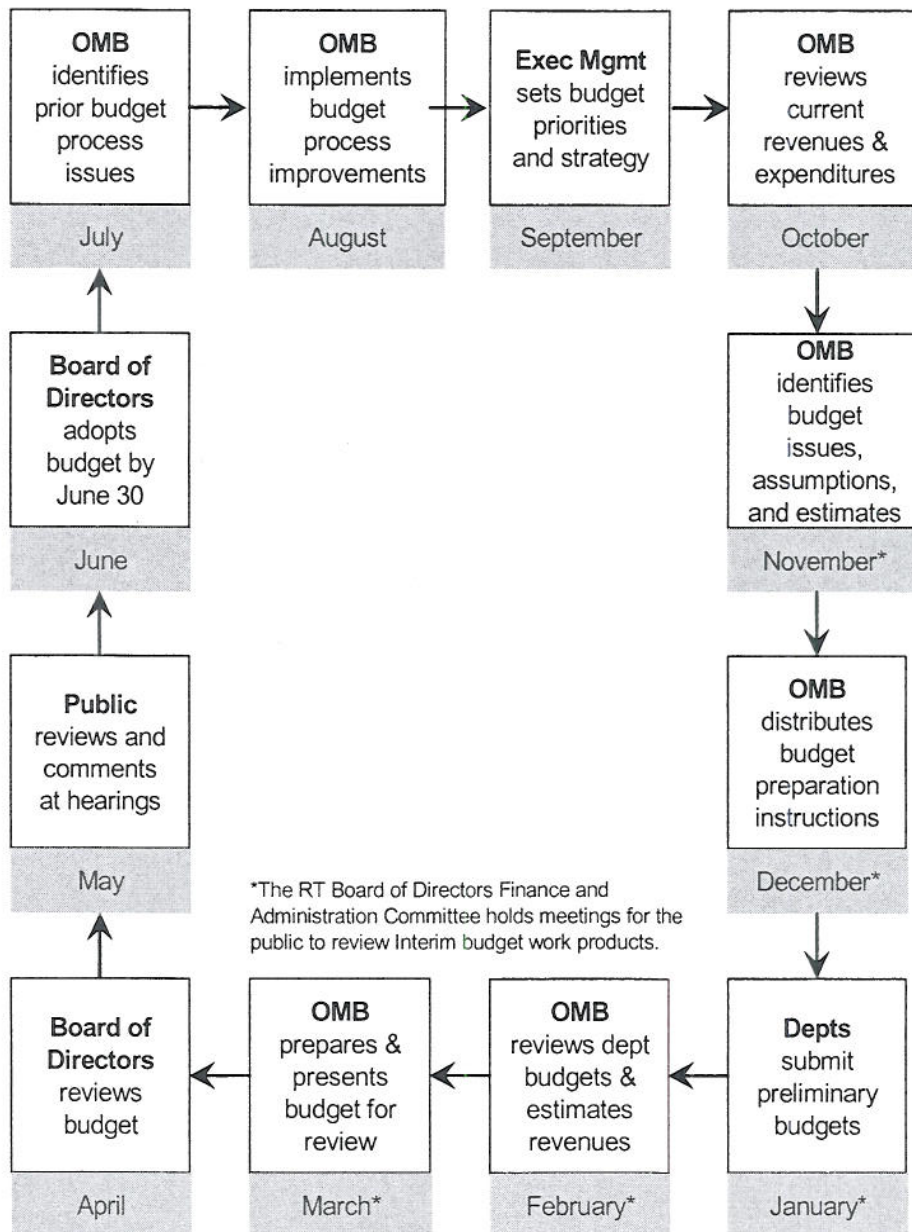 OMB
identifies
prior budget
process
issues
July
OMB
implements
budget
process
improvements
August
Exec Mgmt
sets budget
priorities
and strategy
September
OMB
reviews
current
revenues &
expenditures
October
OMB
identifies
budget
issues,
assumptions,
and estimates
November*
OMB
distributes
budget
preparation
instructions
December*
Depts
submit
preliminary
budgets
January*
OMB
reviews dept
budgets &
estimates
revenues
February*
OMB
prepares &
presents
budget for
review
March*
Board of
Directors
reviews
budget
April
Public
reviews and
comments
at hearings
May
Board of
Directors
adopts
budget by
June 30
June
*The RT Board of Directors Finance and
Administration Committee holds meetings for the
public to review Interim budget work products.